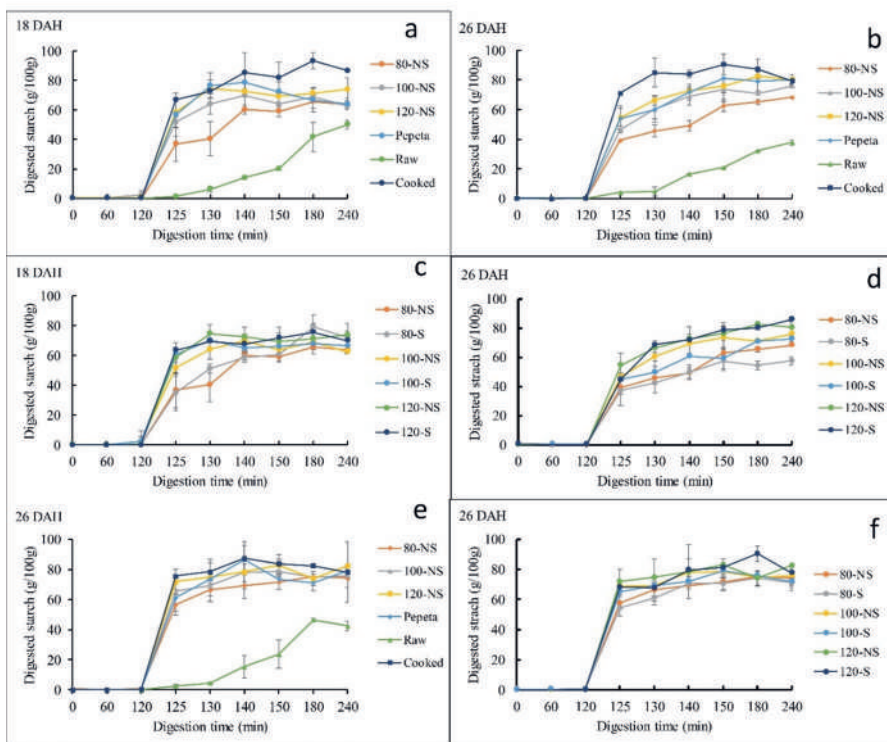 18 DAH
a
Digested starch (g/100g)
100
80
60
40
20
0
0 60 120 125 130 140 150 180 240
Digestion time (min)
80-NS
100-NS
120-NS
Pepeta
Raw
Cooked
26 DAH
b
Digested starch (g/100g)
100
80
60
40
20
0
0 60 120 125 130 140 150 180 240
Digestion time (min)
80-NS
100-NS
120-NS
Pepeta
Raw
Cooked
18 DAH
c
Digested starch (g/100g)
100
80
60
40
20
0
0 60 120 125 130 140 150 180 240
Digestion time (min)
80-NS
80-S
100-NS
100-S
120-NS
120-S
26 DAH
d
Digested strach (g/100g)
100
80
60
40
20
0
0 60 120 125 130 140 150 180 240
Digestion time (min)
80-NS
80-S
100-NS
100-S
120-NS
120-S
26 DAH
e
Digested starch (g/100g)
100
80
60
40
20
0
0 60 120 125 130 140 150 180 240
Digestion time (min)
80-NS
100-NS
120-NS
Pepeta
Raw
Cooked
26 DAH
f
Digested strach (g/100g)
100
80
60
40
20
0
0 60 120 125 130 140 150 180 240
Digestion time (min)
80-NS
80-S
100-NS
100-S
120-NS
120-S